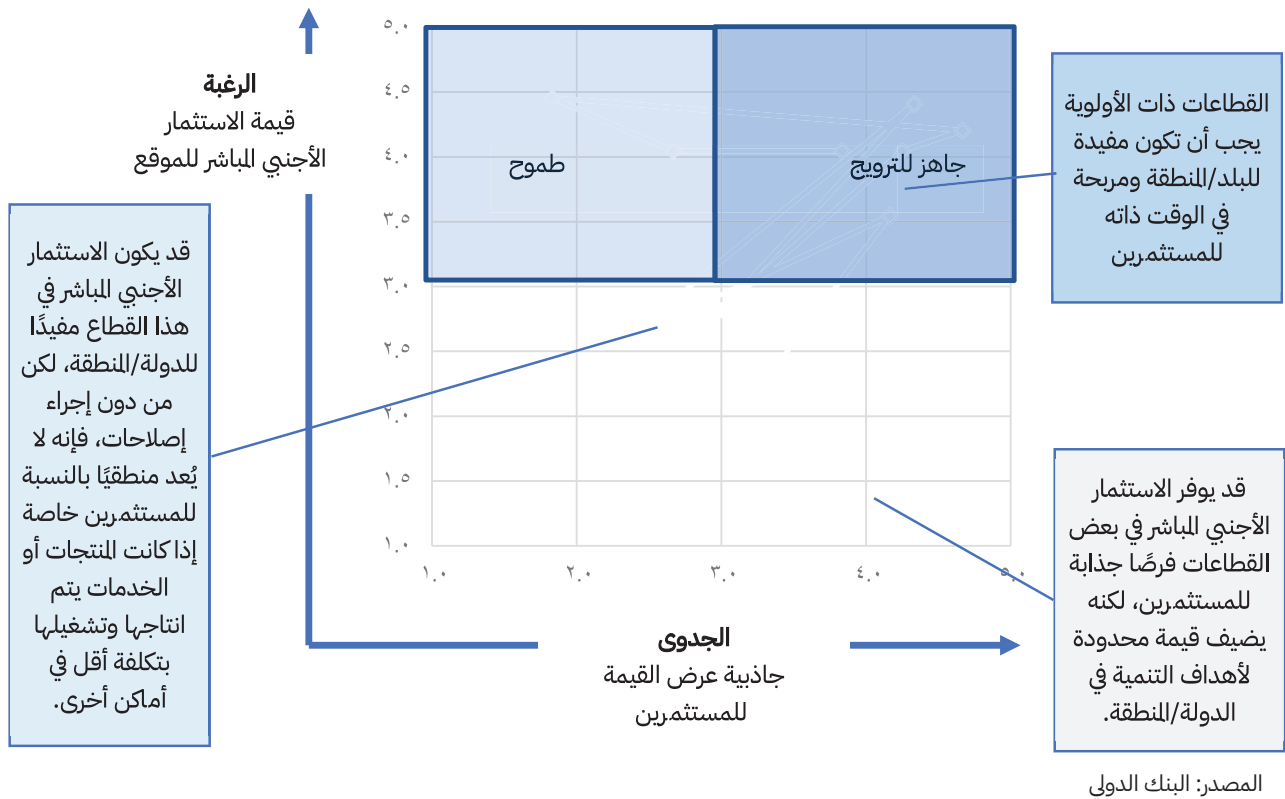 الرغبة
قيمة الاستثمار
الأجنبي المباشر للموقع
٥.٠
٤.٥
٤.٠
٣.٥
٣.٠
٢.٥
٢.٠
١.٥
١.٠
١.٠
٢.٠
٣.٠
٤.٠
٥.٠
طموح
جاهز للترويج
القطاعات ذات الأولوية
يجب أن تكون مفيدة
للبلد/المنطقة ومربحة
في الوقت ذاته
للمستثمرين
قد يكون الاستثمار
الأجنبي المباشر في
هذا القطاع مفيدًا
للدولة/المنطقة، لكن
من دون إجراء
إصلاحات، فإنه لا
يُعد منطقيًا بالنسبة
للمستثمرين خاصة
إذا كانت المنتجات أو
الخدمات يتم
انتاجها وتشغيلها
بتكلفة أقل في
أماكن أخرى.
قد يوفر الاستثمار
الأجنبي المباشر في بعض
القطاعات فرصًا جذابة
للمستثمرين، لكنه
يضيف قيمة محدودة
لأهداف التنمية في
الدولة/المنطقة.
الجدوى
جاذبية عرض القيمة
للمستثمرين
المصدر: البنك الدولي